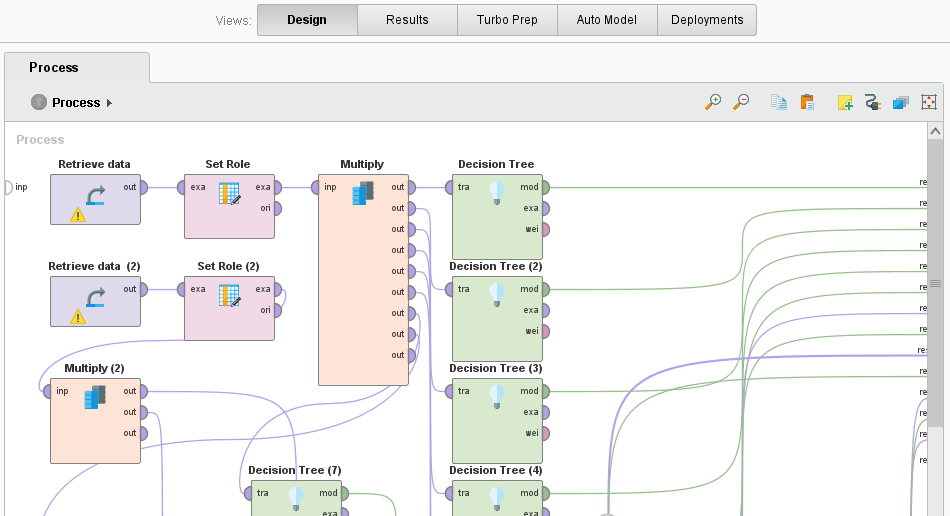 Views: Design Results Turbo Prep Auto Model Deployments
Process
Process
Process
Retrieve data Set Role Multiply Decision Tree
inp out exa exa inp out tra mod re
ori out exa re
out wei re
out re
Retrieve data (2) Set Role (2) Decision Tree (2)
out re
out exa exa out tra mod re
ori out exa re
out wei re
out res
Multiply (2) Decision Tree (3)
re
inp out tra mod re
out exa re
out wei re
re
Decision Tree (7) Decision Tree (4)
tra mod tra mod
exa exa